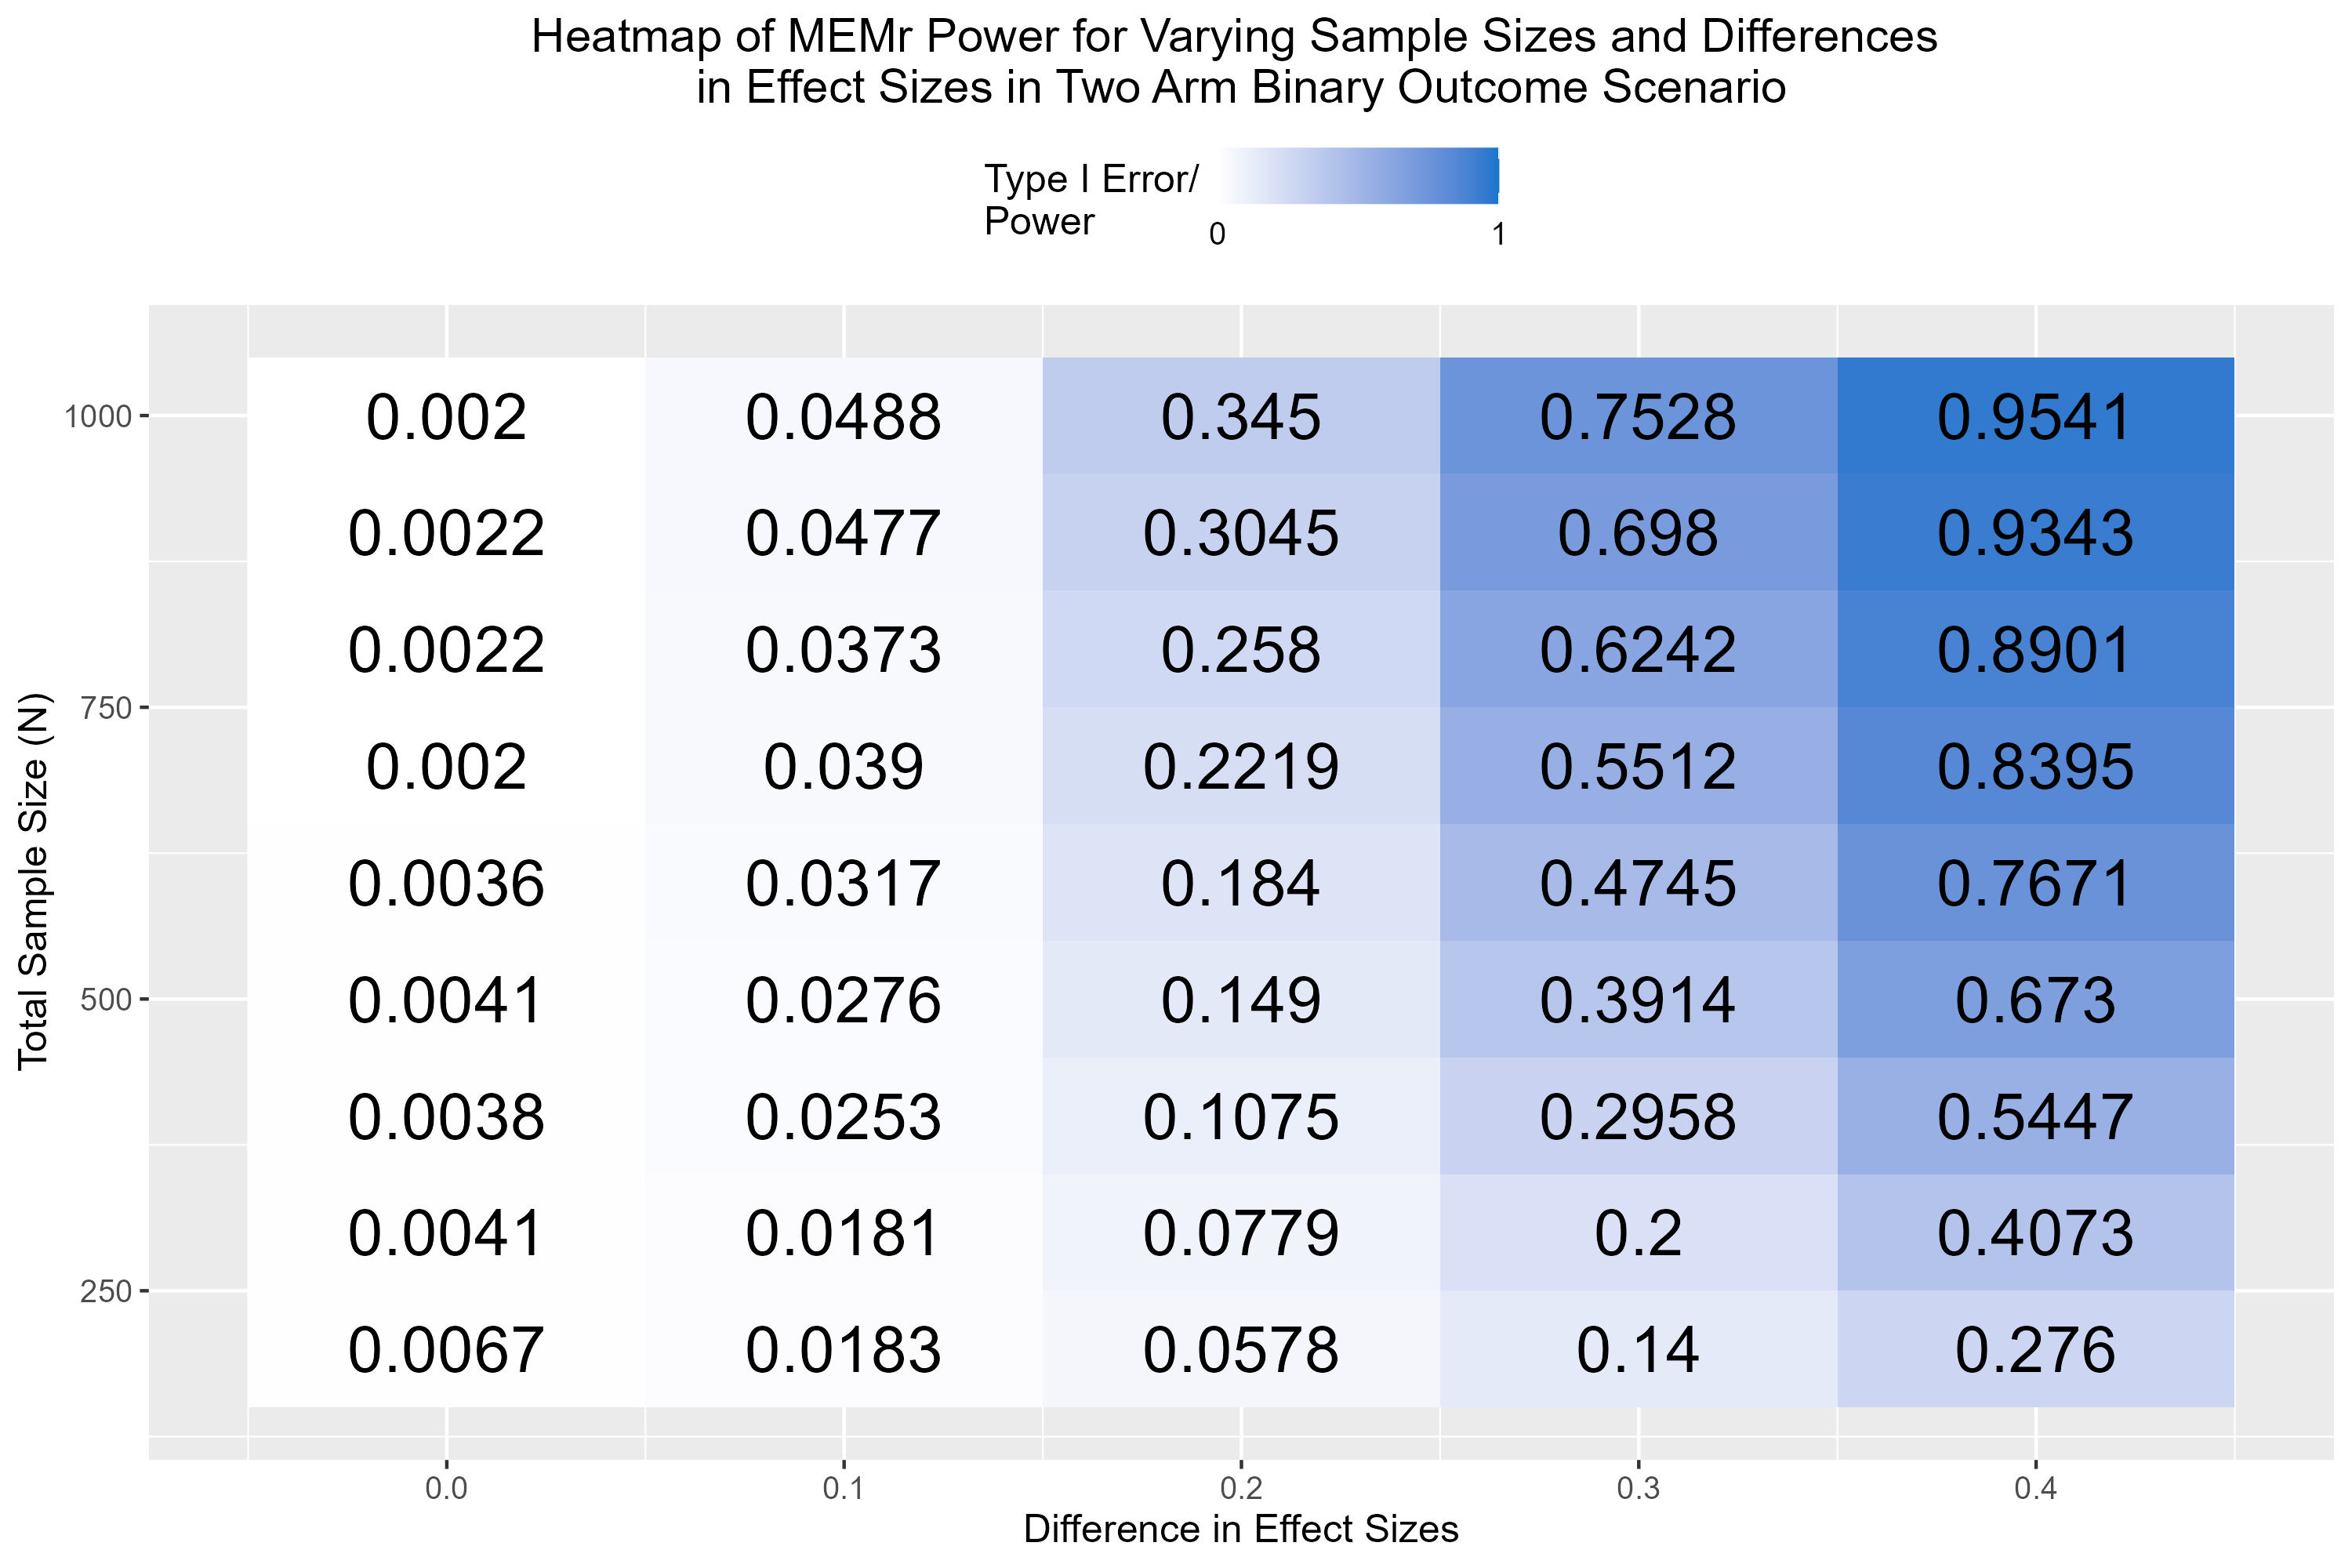 Heatmap of MEMr Power for Varying Sample Sizes and Differences
in Effect Sizes in Two Arm Binary Outcome Scenario
Type I Error/
Power
0 1
Total Sample Size (N)
1000 0.002 0.0488 0.345 0.7528 0.9541
0.0022 0.0477 0.3045 0.698 0.9343
0.0022 0.0373 0.258 0.6242 0.8901
750
0.002 0.039 0.2219 0.5512 0.8395
0.0036 0.0317 0.184 0.4745 0.7671
500 0.0041 0.0276 0.149 0.3914 0.673
0.0038 0.0253 0.1075 0.2958 0.5447
0.0041 0.0181 0.0779 0.2 0.4073
250
0.0067 0.0183 0.0578 0.14 0.276
0.0 0.1 0.2 0.3 0.4
Difference in Effect Sizes